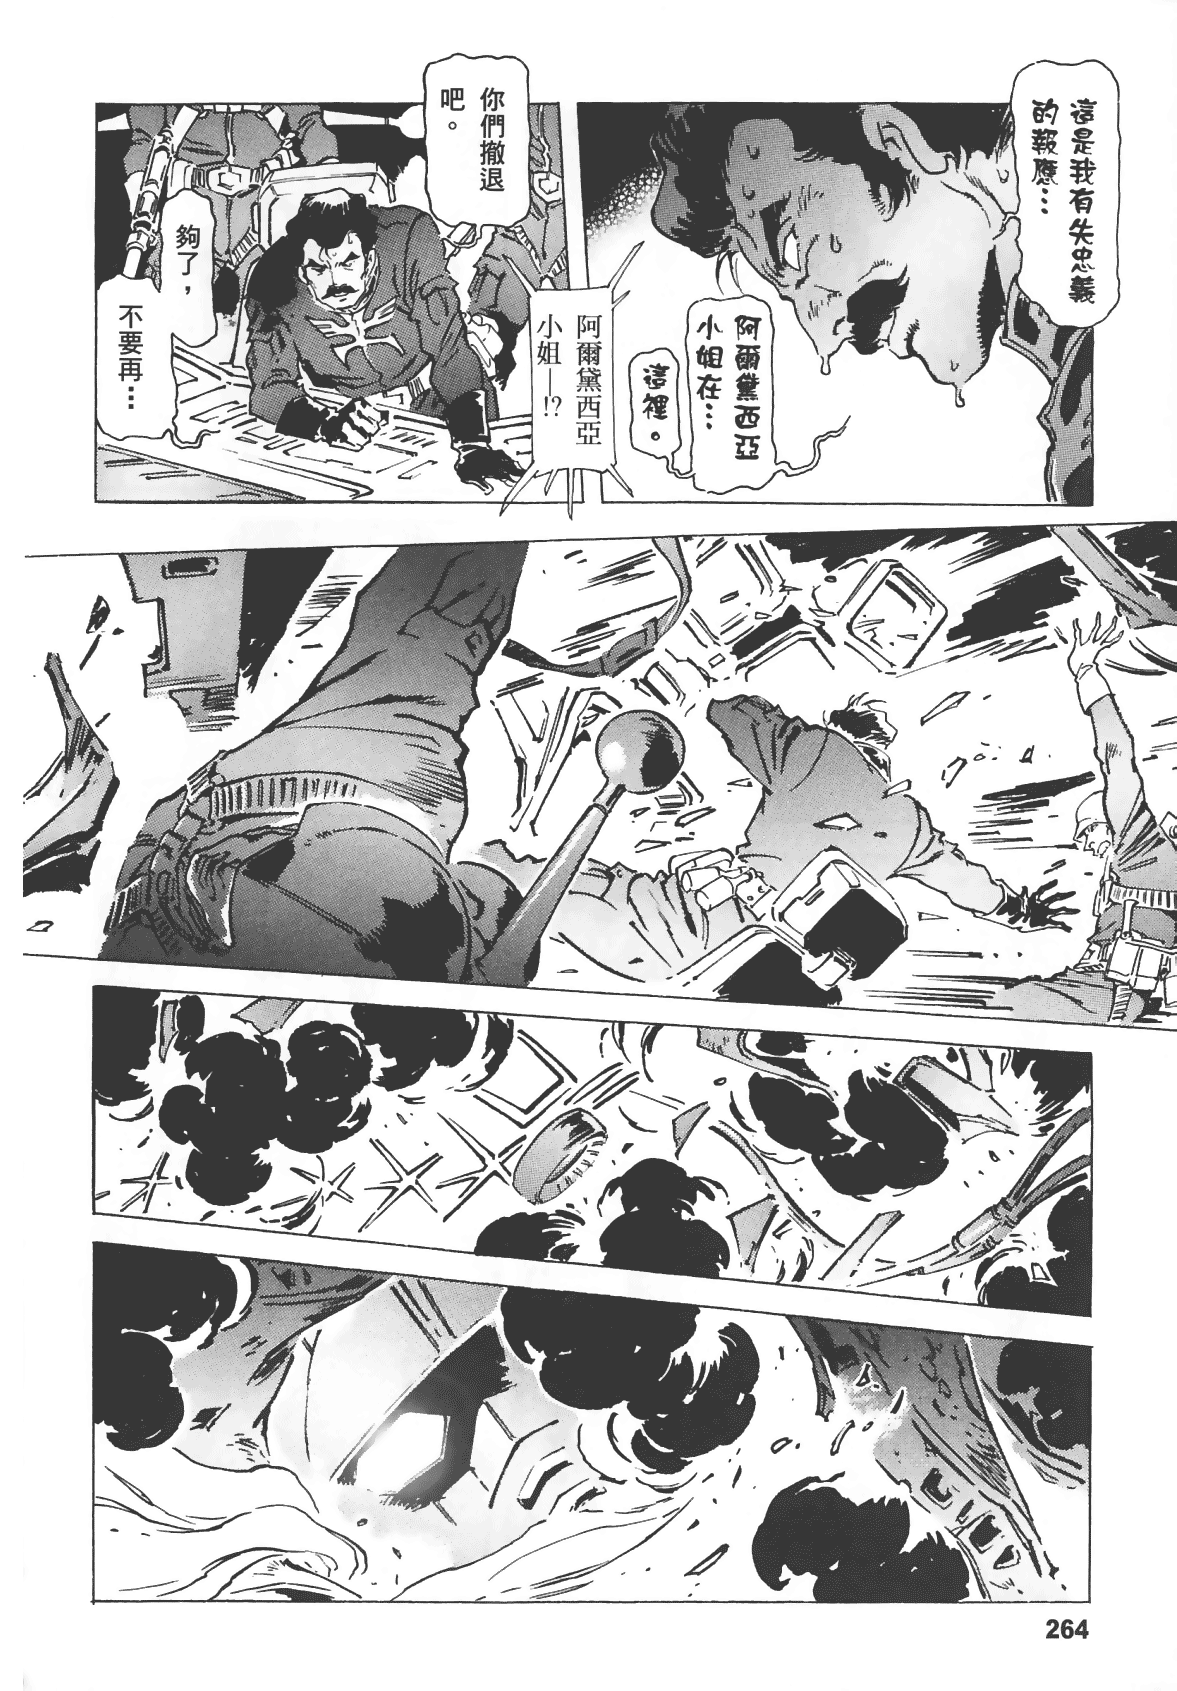 這是我有失忠義
的報應…
阿爾黛西亞
小姐在…
這裡。
阿爾黛西亞
小姐—!?
你們撤退
吧。
夠了，
不要再…
264